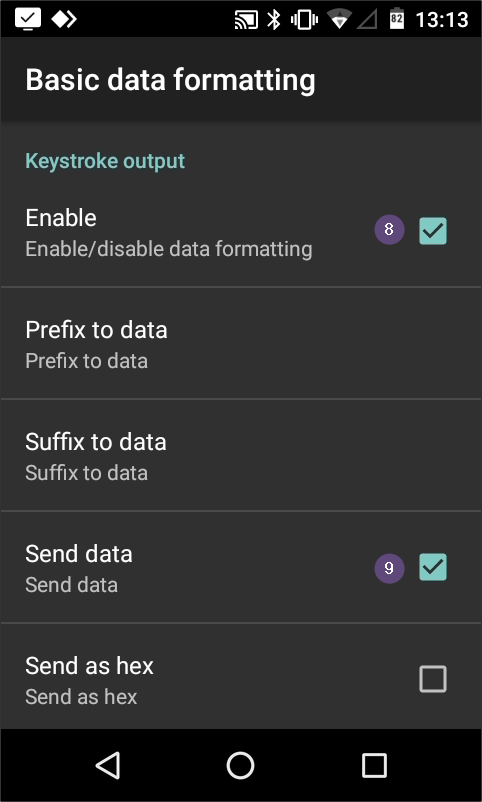 82 13:13
Basic data formatting
Keystroke output
Enable
8
Enable/disable data formatting
Prefix to data
Prefix to data
Suffix to data
Suffix to data
Send data
9
Send data
Send as hex
Send as hex